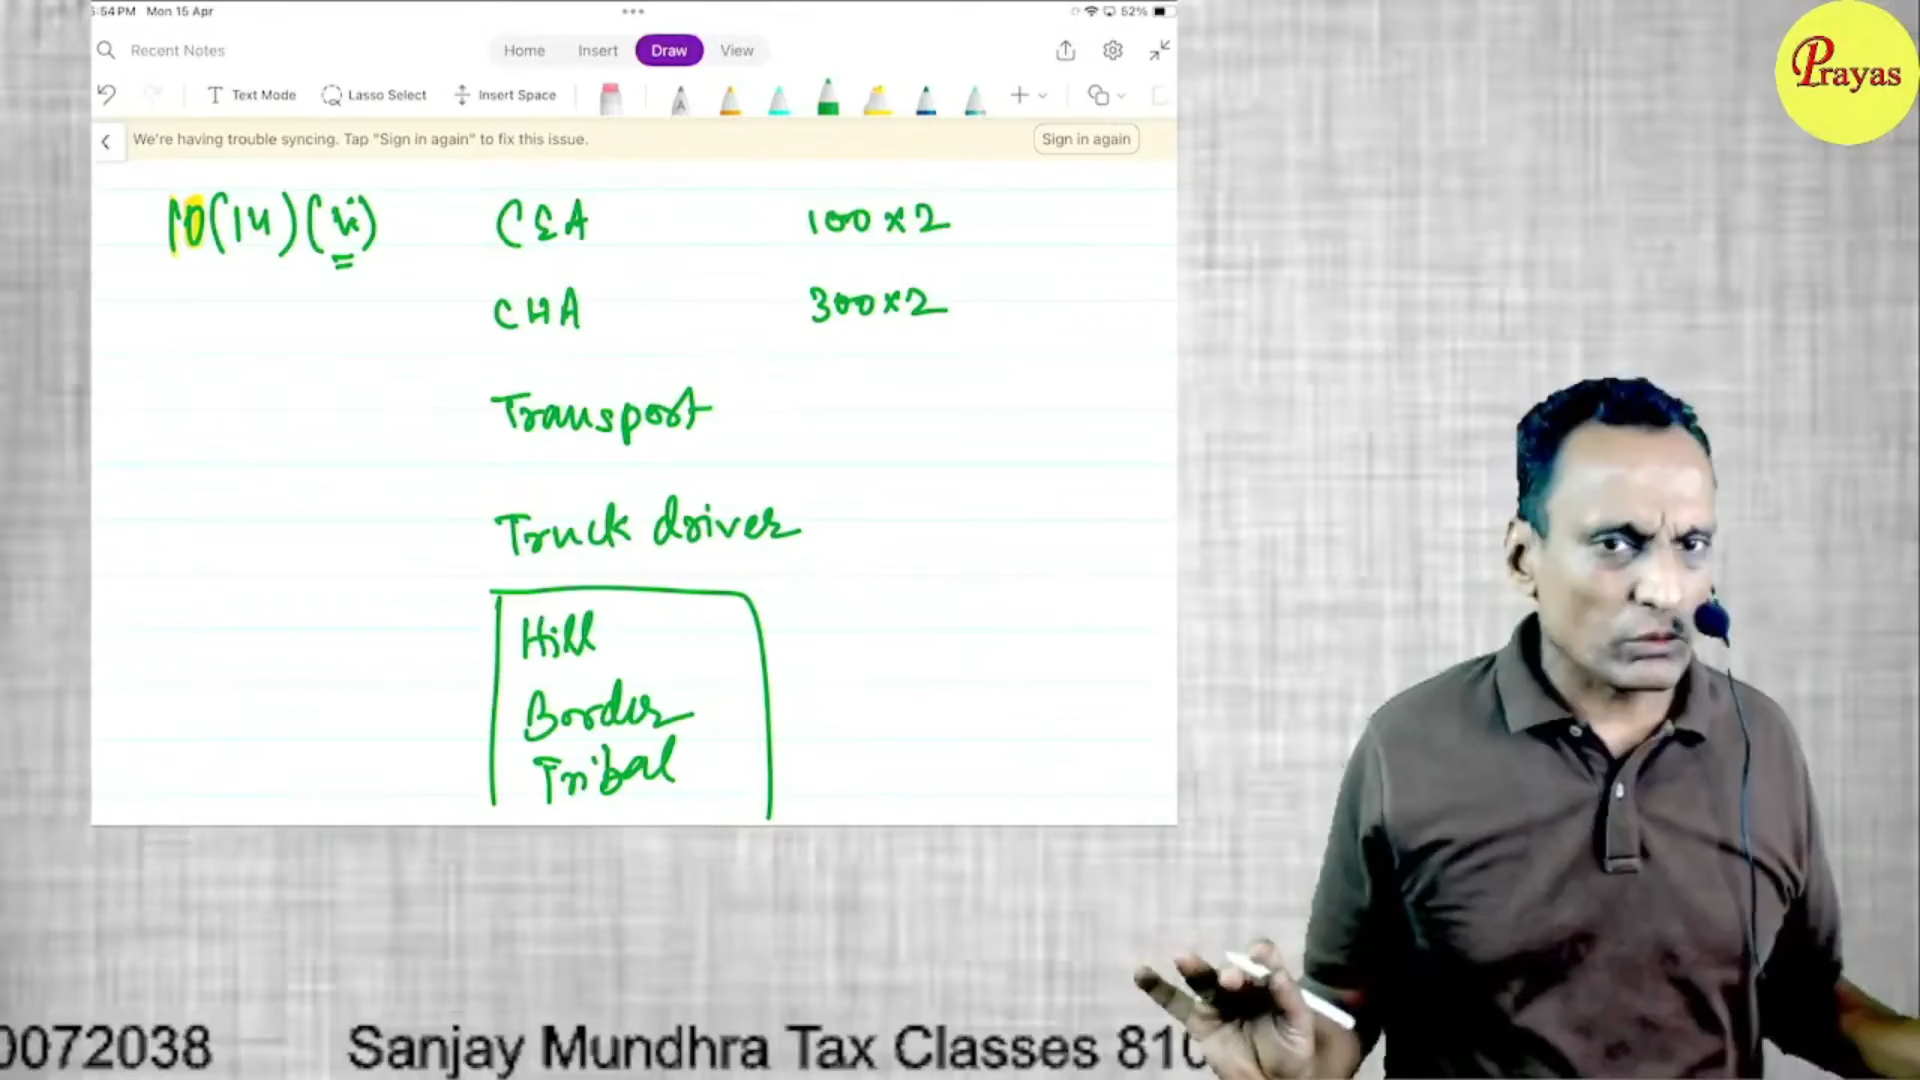 :54 PM Mon 15 Apr
52%
Recent Notes
Home Insert Draw View
Text Mode Lasso Select Insert Space
We're having trouble syncing. Tap "Sign in again" to fix this issue.
Sign in again
Prayas
10(14)(ii) CEA 100×2
CHA 300×2
Transport
Truck driver
Hill
Border
Tribal
0072038 Sanjay Mundhra Tax Classes 810